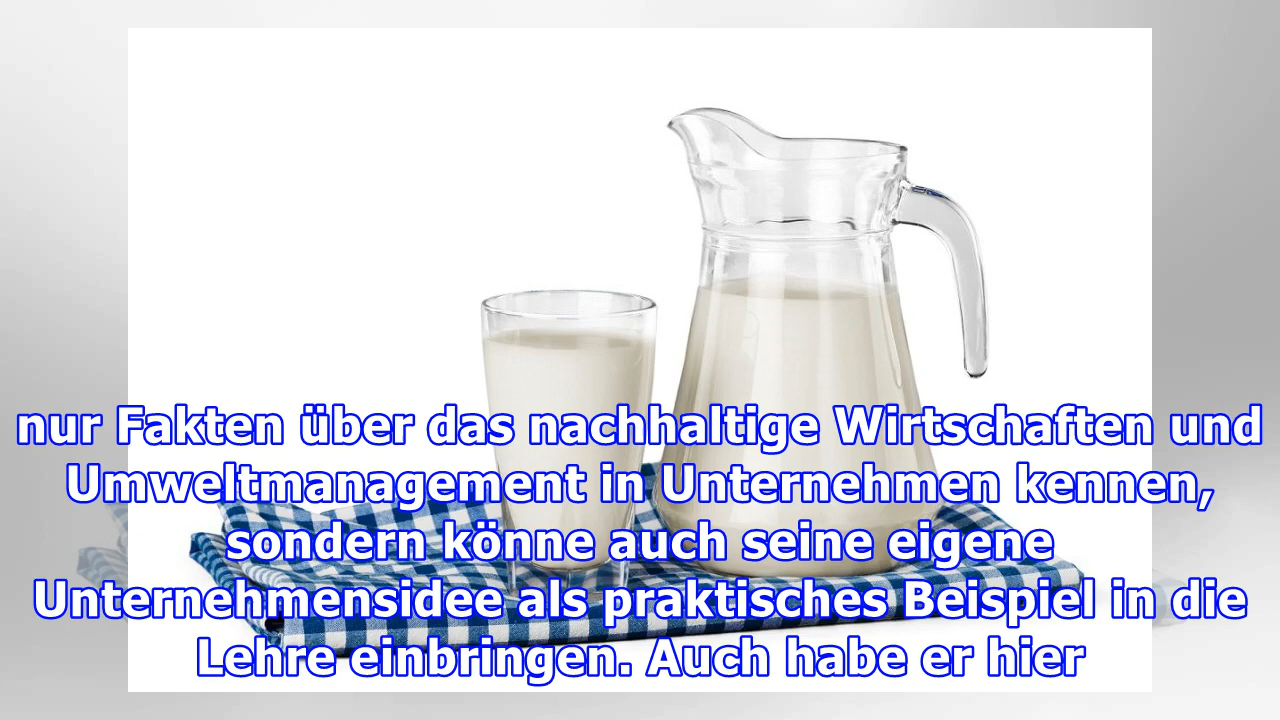 nur Fakten über das nachhaltige Wirtschaften und
Umweltmanagement in Unternehmen kennen,
sondern könne auch seine eigene
Unternehmensidee als praktisches Beispiel in die
Lehre einbringen. Auch habe er hier